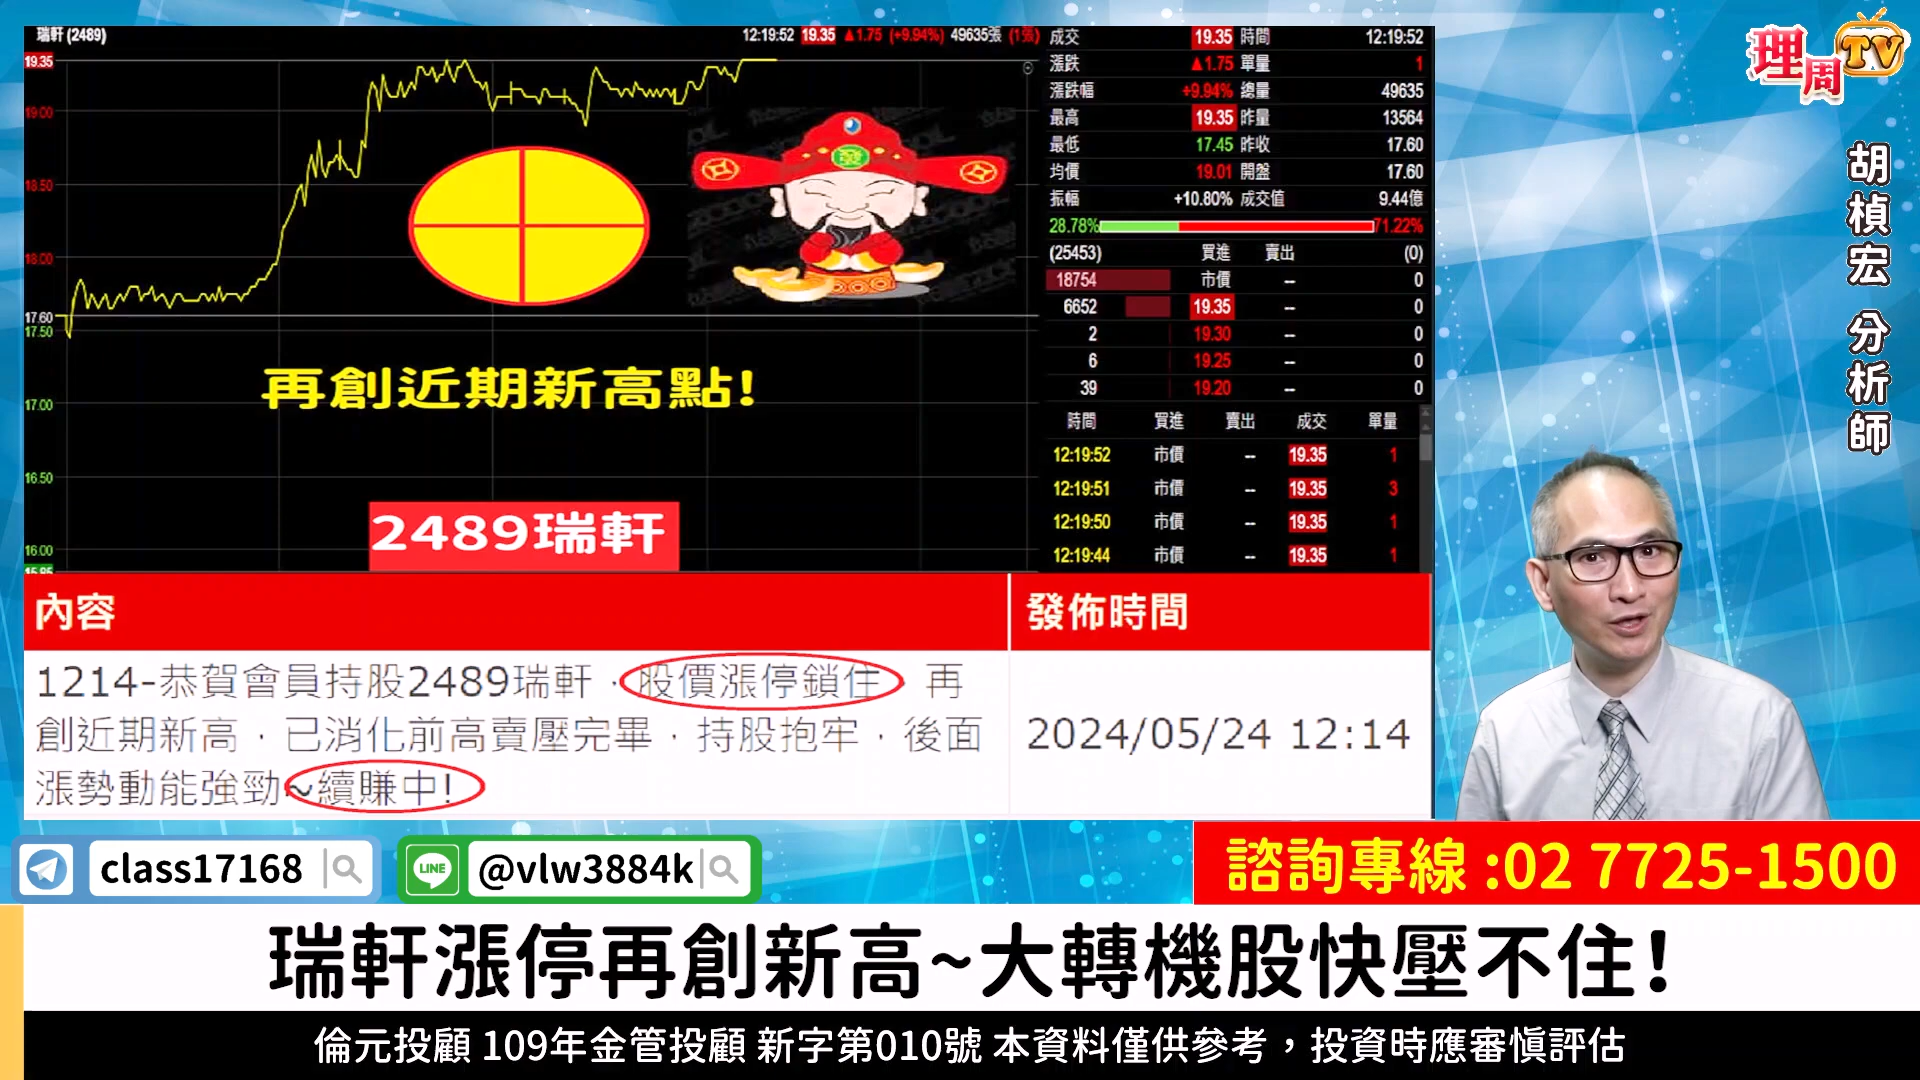 瑞軒 (2489)
12:19:52 19.35 ▲1.75 (+9.94%) 49635張 (1張)
19.35
19.00
18.50
18.00
17.60
17.50
17.00
16.50
16.00
15.85
再創近期新高點!
2489瑞軒
成交 19.35 時間 12:19:52
漲跌 ▲1.75 單量 1
漲跌幅 +9.94% 總量 49635
最高 19.35 昨量 13564
最低 17.45 昨收 17.60
均價 19.01 開盤 17.60
振幅 +10.80% 成交值 9.44億
28.78% 71.22%
(25453) 買進 賣出 (0)
18754 市價 -- 0
6652 19.35 -- 0
2 19.30 -- 0
6 19.25 -- 0
39 19.20 -- 0
時間 買進 賣出 成交 單量
12:19:52 市價 -- 19.35 1
12:19:51 市價 -- 19.35 3
12:19:50 市價 -- 19.35 1
12:19:44 市價 -- 19.35 1
理周TV
胡楨宏 分析師
內容 發佈時間
1214-恭賀會員持股2489瑞軒，股價漲停鎖住，再
創近期新高，已消化前高賣壓完畢，持股抱牢，後面
漲勢動能強勁~續賺中!
2024/05/24 12:14
class17168
LINE
@vlw3884k
諮詢專線 :02 7725-1500
瑞軒漲停再創新高~大轉機股快壓不住!
倫元投顧 109年金管投顧 新字第010號 本資料僅供參考，投資時應審慎評估